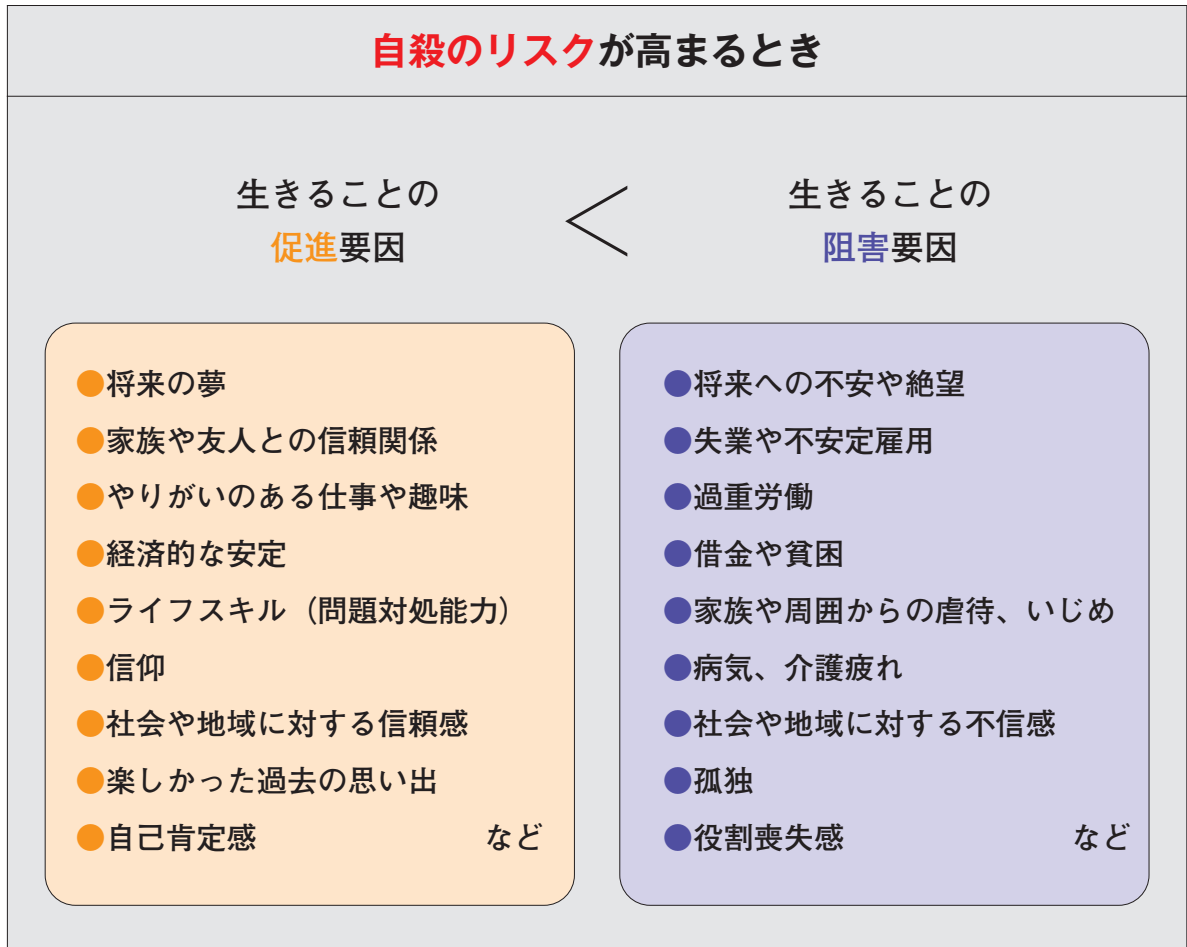 自殺のリスクが高まるとき
生きることの
促進要因
＜
生きることの
阻害要因
●将来の夢
●家族や友人との信頼関係
●やりがいのある仕事や趣味
●経済的な安定
●ライフスキル（問題対処能力）
●信仰
●社会や地域に対する信頼感
●楽しかった過去の思い出
●自己肯定感 など
●将来への不安や絶望
●失業や不安定雇用
●過重労働
●借金や貧困
●家族や周囲からの虐待、いじめ
●病気、介護疲れ
●社会や地域に対する不信感
●孤独
●役割喪失感 など